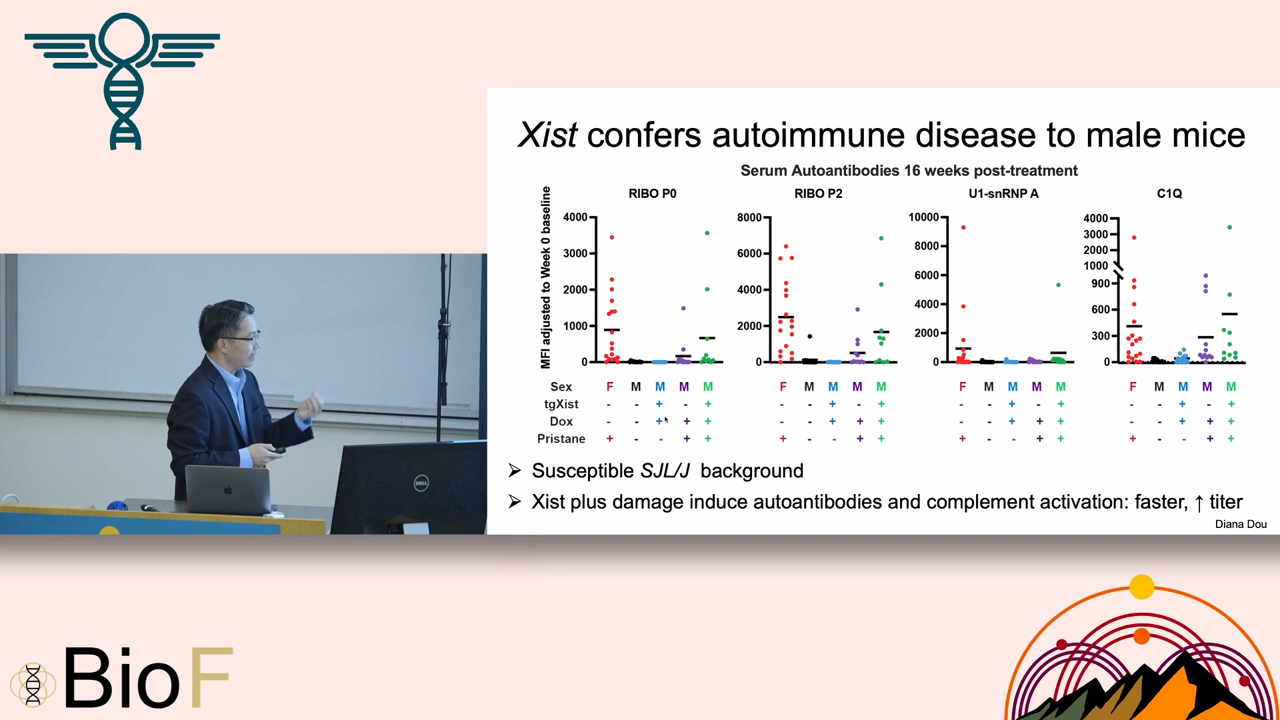 Xist confers autoimmune disease to male mice
Serum Autoantibodies 16 weeks post-treatment
RIBO P0
RIBO P2
U1-snRNP A
C1Q
MFI adjusted to Week 0 baseline
4000
3000
2000
1000
0
8000
6000
4000
2000
0
10000
8000
6000
4000
2000
0
4000
3000
2000
1000
900
600
300
0
Sex F M M M M F M M M M F M M M M F M M M M
tgXist - - + - + - - + - + - - + - + - - + - +
Dox - - + + + - - + + + - - + + + - - + + +
Pristane + - - + + + - - + + + - - + + + - - + +
➢ Susceptible SJL/J background
➢ Xist plus damage induce autoantibodies and complement activation: faster, ↑ titer
Diana Dou
DELL
BioF